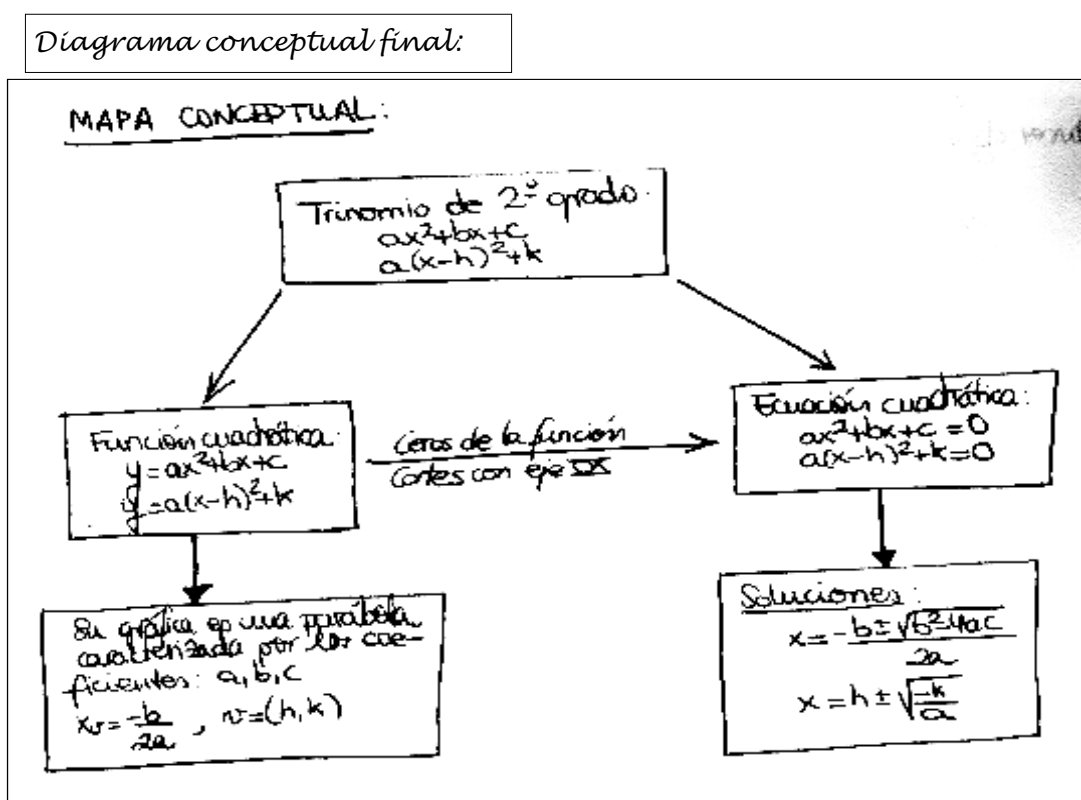 Diagrama conceptual final:
MAPA CONCEPTUAL:
Trinomio de 2º grado.
ax²+bx+c
a(x-h)²+k
Función cuadrática:
y=ax²+bx+c
y=a(x-h)²+k
ceros de la función
Cortes con eje OX
Ecuación cuadrática:
ax²+bx+c=0
a(x-h)²+k=0
Su gráfica es una parábola
caracterizada por los coe-
ficientes: a,b,c
xv=-b/2a, v=(h,k)
Soluciones:
x=-b±√b²-4ac/2a
x=h±√-k/a